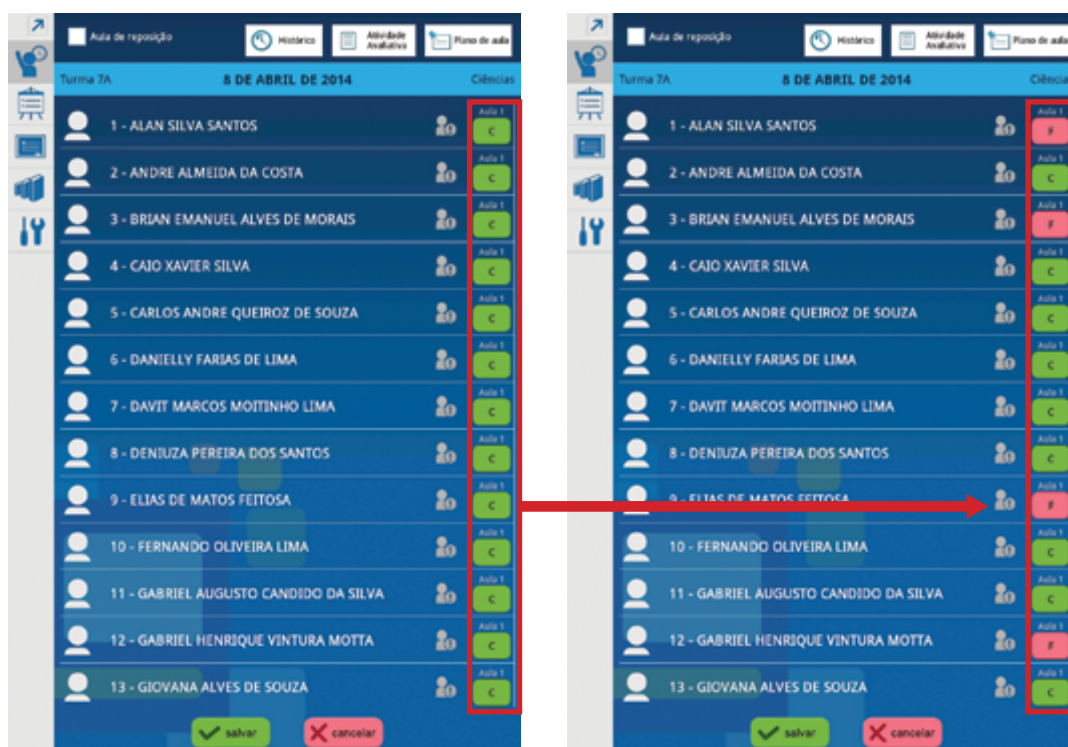 Aula de reposição Histórico Atividade Avaliativa Plano de aula
Turma 7A 8 DE ABRIL DE 2014 Ciências
Aula 1
1 - ALAN SILVA SANTOS C
Aula 1
2 - ANDRE ALMEIDA DA COSTA C
Aula 1
3 - BRIAN EMANUEL ALVES DE MORAIS C
Aula 1
4 - CAIO XAVIER SILVA C
Aula 1
5 - CARLOS ANDRE QUEIROZ DE SOUZA C
Aula 1
6 - DANIELLY FARIAS DE LIMA C
Aula 1
7 - DAVIT MARCOS MOITINHO LIMA C
Aula 1
8 - DENIUZA PEREIRA DOS SANTOS C
Aula 1
9 - ELIAS DE MATOS FEITOSA C
Aula 1
10 - FERNANDO OLIVEIRA LIMA C
Aula 1
11 - GABRIEL AUGUSTO CANDIDO DA SILVA C
Aula 1
12 - GABRIEL HENRIQUE VINTURA MOTTA C
Aula 1
13 - GIOVANA ALVES DE SOUZA C
salvar cancelar
Aula de reposição Histórico Atividade Avaliativa Plano de aula
Turma 7A 8 DE ABRIL DE 2014 Ciência
Aula 1
1 - ALAN SILVA SANTOS F
Aula 1
2 - ANDRE ALMEIDA DA COSTA C
Aula 1
3 - BRIAN EMANUEL ALVES DE MORAIS F
Aula 1
4 - CAIO XAVIER SILVA C
Aula 1
5 - CARLOS ANDRE QUEIROZ DE SOUZA C
Aula 1
6 - DANIELLY FARIAS DE LIMA C
Aula 1
7 - DAVIT MARCOS MOITINHO LIMA C
Aula 1
8 - DENIUZA PEREIRA DOS SANTOS C
Aula 1
9 - ELIAS DE MATOS FEITOSA F
Aula 1
10 - FERNANDO OLIVEIRA LIMA C
Aula 1
11 - GABRIEL AUGUSTO CANDIDO DA SILVA C
Aula 1
12 - GABRIEL HENRIQUE VINTURA MOTTA F
Aula 1
13 - GIOVANA ALVES DE SOUZA C
salvar cancelar